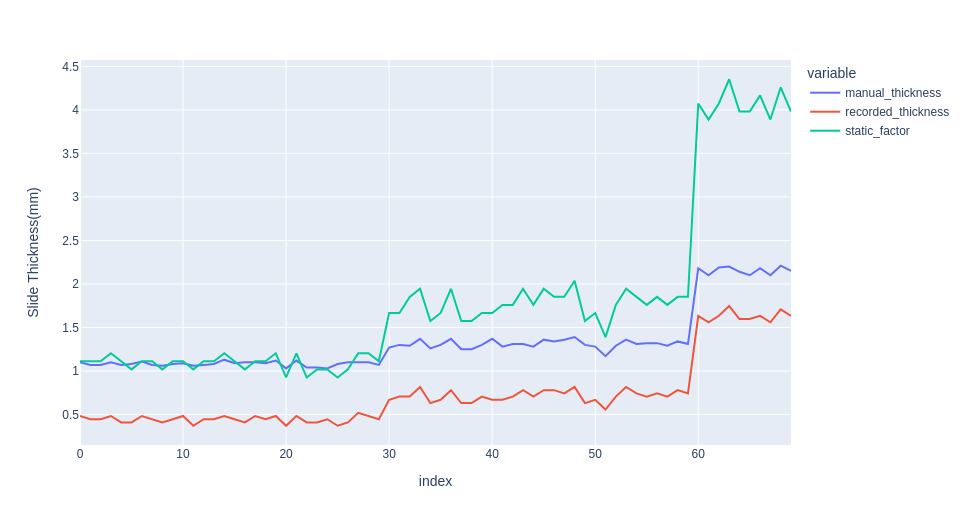 variable
manual_thickness
recorded_thickness
static_factor
Slide Thickness(mm)
4.5
4
3.5
3
2.5
2
1.5
1
0.5
0 10 20 30 40 50 60
index